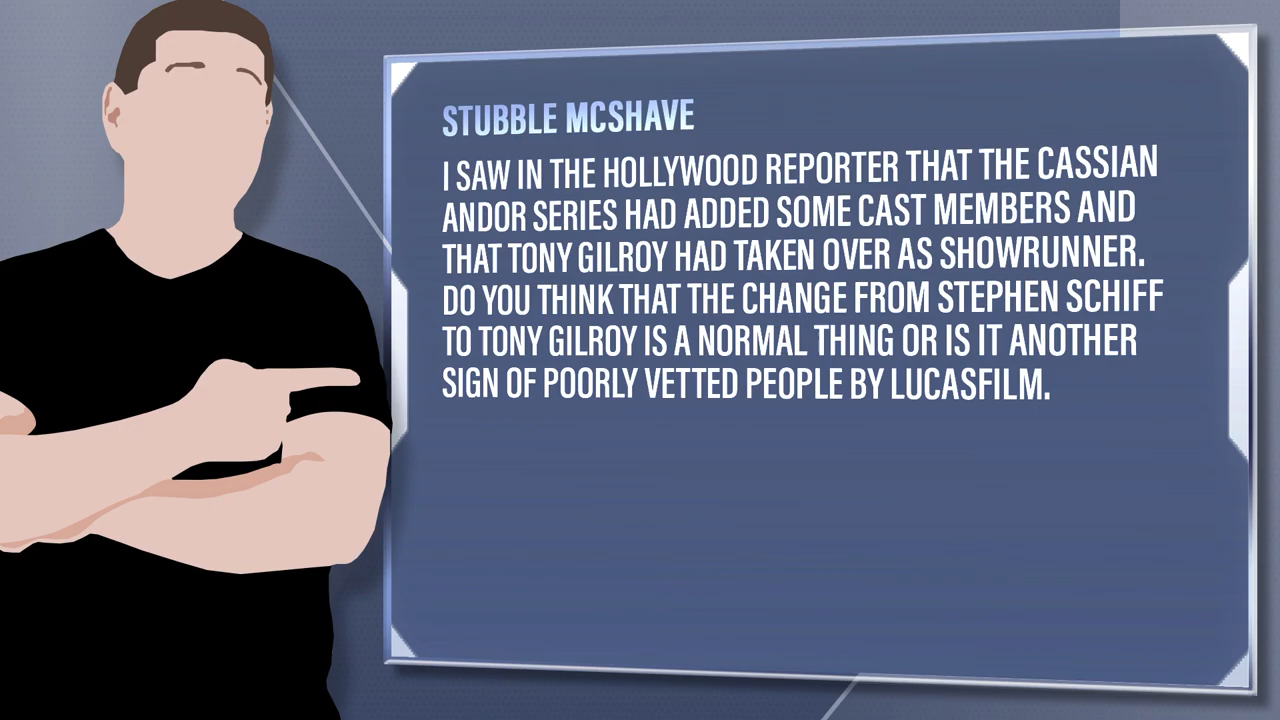 STUBBLE MCSHAVE
I SAW IN THE HOLLYWOOD REPORTER THAT THE CASSIAN
ANDOR SERIES HAD ADDED SOME CAST MEMBERS AND
THAT TONY GILROY HAD TAKEN OVER AS SHOWRUNNER.
DO YOU THINK THAT THE CHANGE FROM STEPHEN SCHIFF
TO TONY GILROY IS A NORMAL THING OR IS IT ANOTHER
SIGN OF POORLY VETTED PEOPLE BY LUCASFILM.